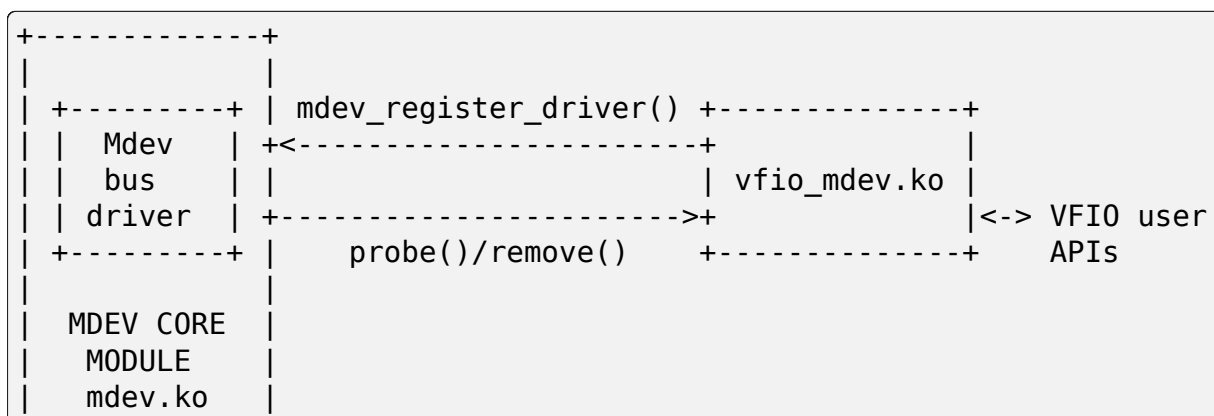 +-------------+
|             |
| +---------+ | mdev_register_driver() +--------------+
| |  Mdev   | +<-----------------------+              |
| |  bus    | |                        | vfio_mdev.ko |
| | driver  | +----------------------->+              |<-> VFIO user
| +---------+ |    probe()/remove()    +--------------+    APIs
|             |
|  MDEV CORE  |
|   MODULE    |
|   mdev.ko   |